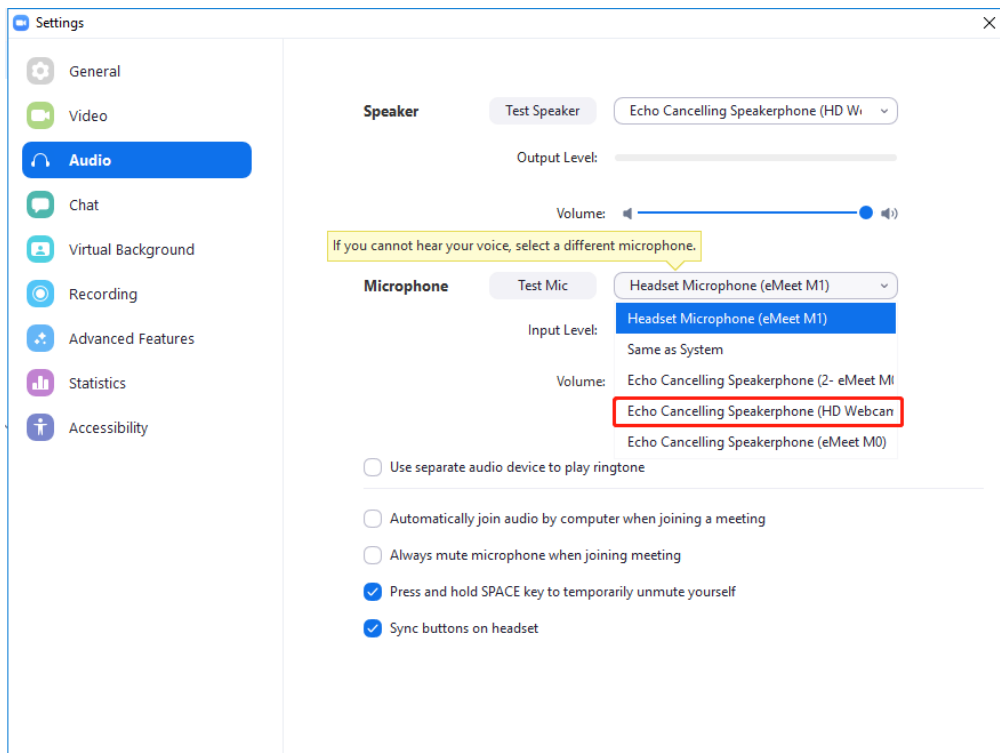 Settings
General
Video
Audio
Chat
Virtual Background
Recording
Advanced Features
Statistics
Accessibility
Speaker
Test Speaker
Echo Cancelling Speakerphone (HD
Output Level:
Volume:
If you cannot hear your voice, select a different microphone.
Microphone
Test Mic
Headset Microphone (eMeet M1)
Input Level:
Volume:
Headset Microphone (eMeet M1)
Same as System
Echo Cancelling Speakerphone (2- eMeet
Echo Cancelling Speakerphone (HD Webcam
Echo Cancelling Speakerphone (eMeet M0)
Use separate audio device to play ringtone
Automatically join audio by computer when joining a meeting
Always mute microphone when joining meeting
Press and hold SPACE key to temporarily unmute yourself
Sync buttons on headset